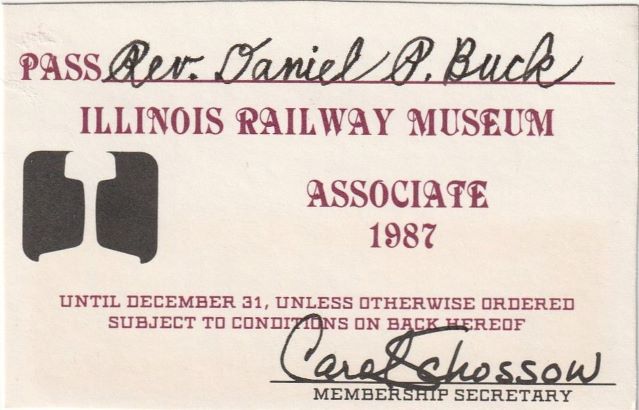 PASS Rev. Daniel P. Buck
ILLINOIS RAILWAY MUSEUM
ASSOCIATE
1987
UNTIL DECEMBER 31, UNLESS OTHERWISE ORDERED
SUBJECT TO CONDITIONS ON BACK HEREOF
Carol
MEMBERSHIP SECRETARY